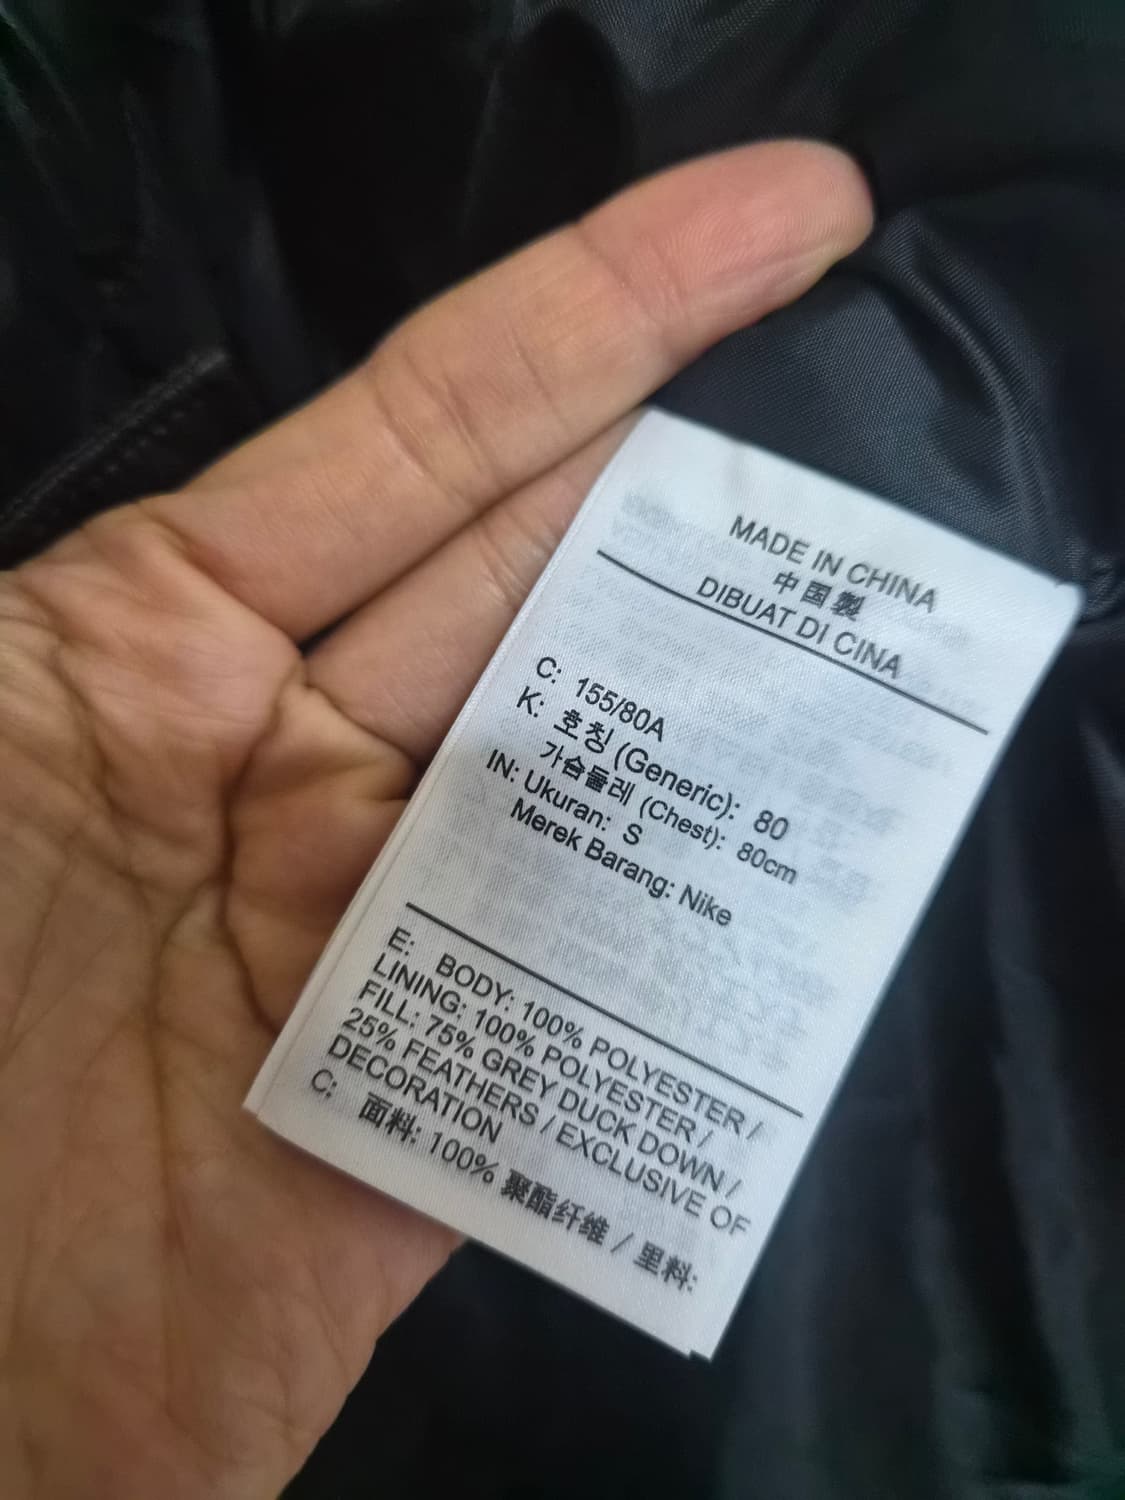 MADE IN CHINA
中国製
DIBUAT DI CINA
C: 155/80A
K: 호칭 (Generic): 80
가슴둘레 (Chest): 80cm
IN: Ukuran: S
Merek Barang: Nike
E: BODY: 100% POLYESTER /
LINING: 100% POLYESTER /
FILL: 75% GREY DUCK DOWN /
25% FEATHERS / EXCLUSIVE OF
DECORATION
C: 面料: 100% 聚酯纤维 / 里料: